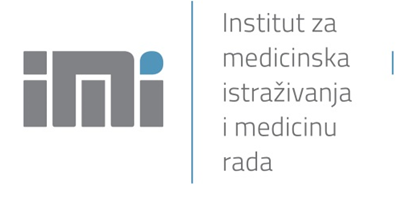 imi
Institut za
medicinska
istraživanja
i medicinu
rada